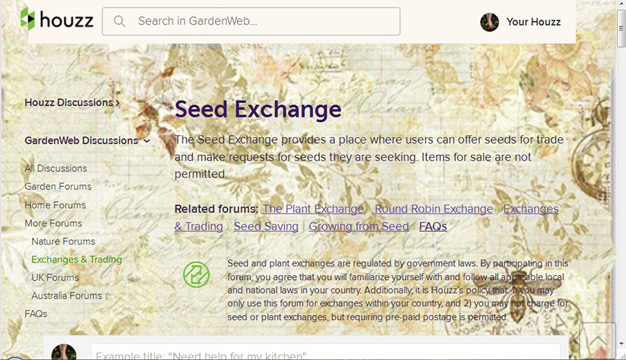 houzz
Search in GardenWeb...
Your Houzz
Houzz Discussions ›
GardenWeb Discussions
All Discussions
Garden Forums
Home Forums
More Forums
Nature Forums
Exchanges & Trading
UK Forums
Australia Forums
FAQs
Seed Exchange
The Seed Exchange provides a place where users can offer seeds for trade
and make requests for seeds they are seeking. Items for sale are not
permitted.
Related forums: The Plant Exchange Round Robin Exchange Exchanges
& Trading Seed Saving Growing from Seed FAQs
Seed and plant exchanges are regulated by government laws. By participating in this
forum, you agree that you will familiarize yourself with and follow all applicable local
and national laws in your country. Additionally, it is Houzz's policy that 1) you may
only use this forum for exchanges within your country, and 2) you may not charge for
seed or plant exchanges, but requiring pre-paid postage is permitted.
Example title: "Need help for my kitchen"